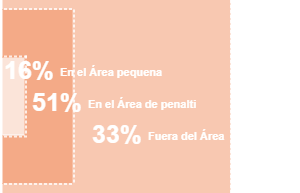 16% En el Área pequena
51% En el Área de penalti
33% Fuera del Área